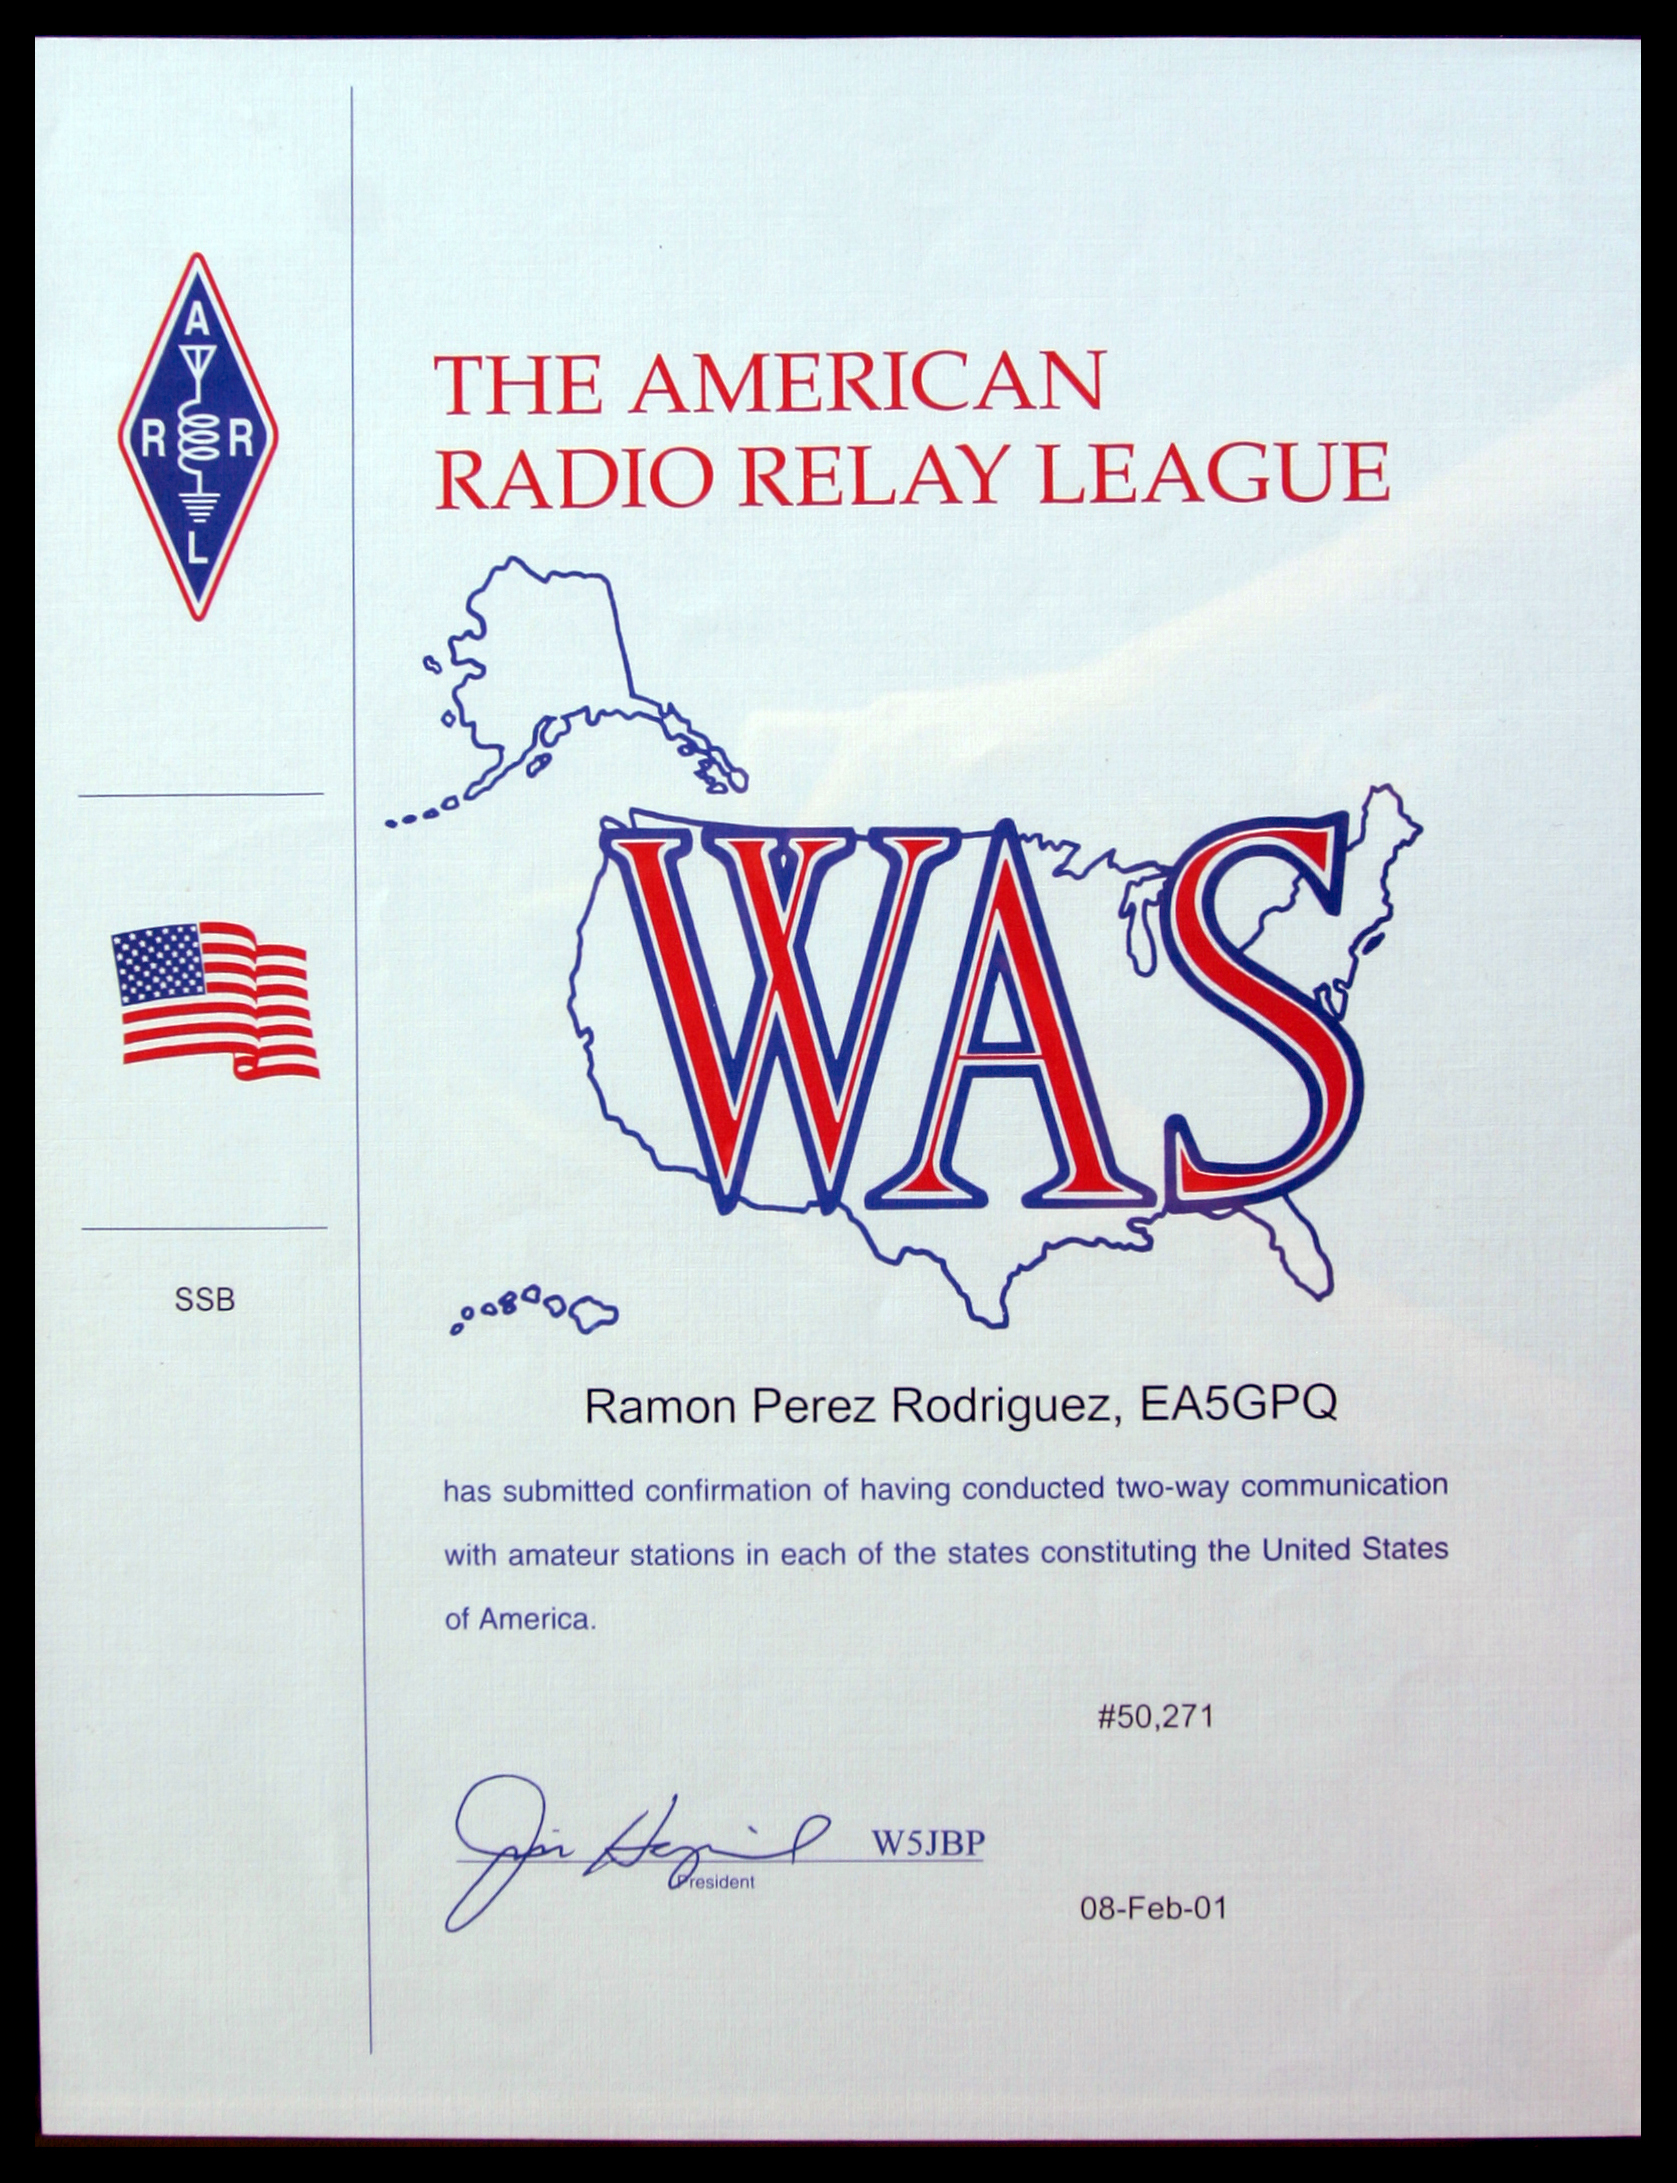 A
R R
L
THE AMERICAN
RADIO RELAY LEAGUE
WAS
SSB
Ramon Perez Rodriguez, EA5GPQ
has submitted confirmation of having conducted two-way communication
with amateur stations in each of the states constituting the United States
of America.
#50,271
W5JBP
President
08-Feb-01